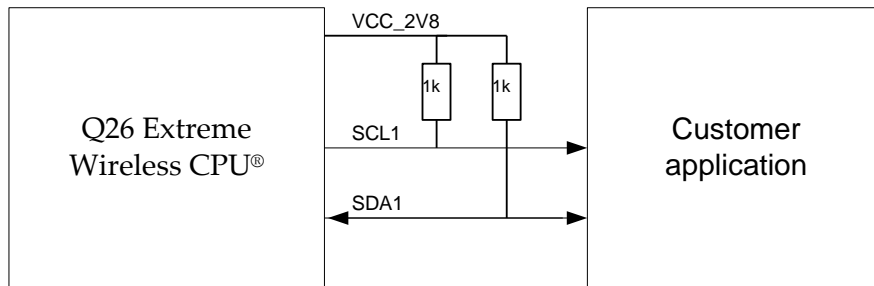 VCC_2V8
1k
1k
Q26 Extreme
Wireless CPU®
SCL1
SDA1
Customer
application